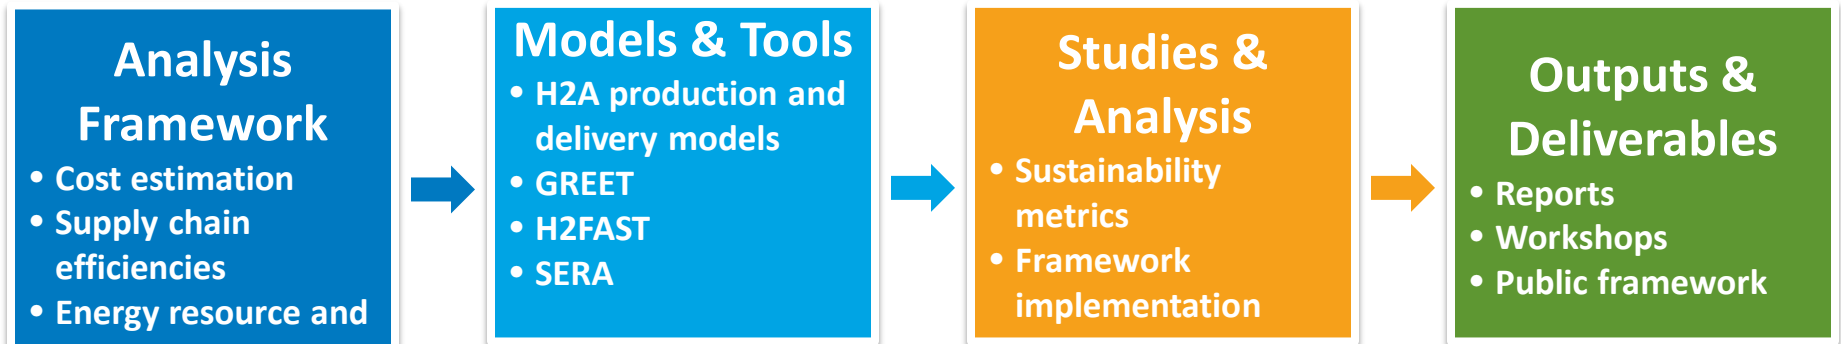 Analysis
Framework
• Cost estimation
• Supply chain
efficiencies
• Energy resource and
Models & Tools
• H2A production and
delivery models
• GREET
• H2FAST
• SERA
Studies &
Analysis
• Sustainability
metrics
• Framework
implementation
Outputs &
Deliverables
• Reports
• Workshops
• Public framework